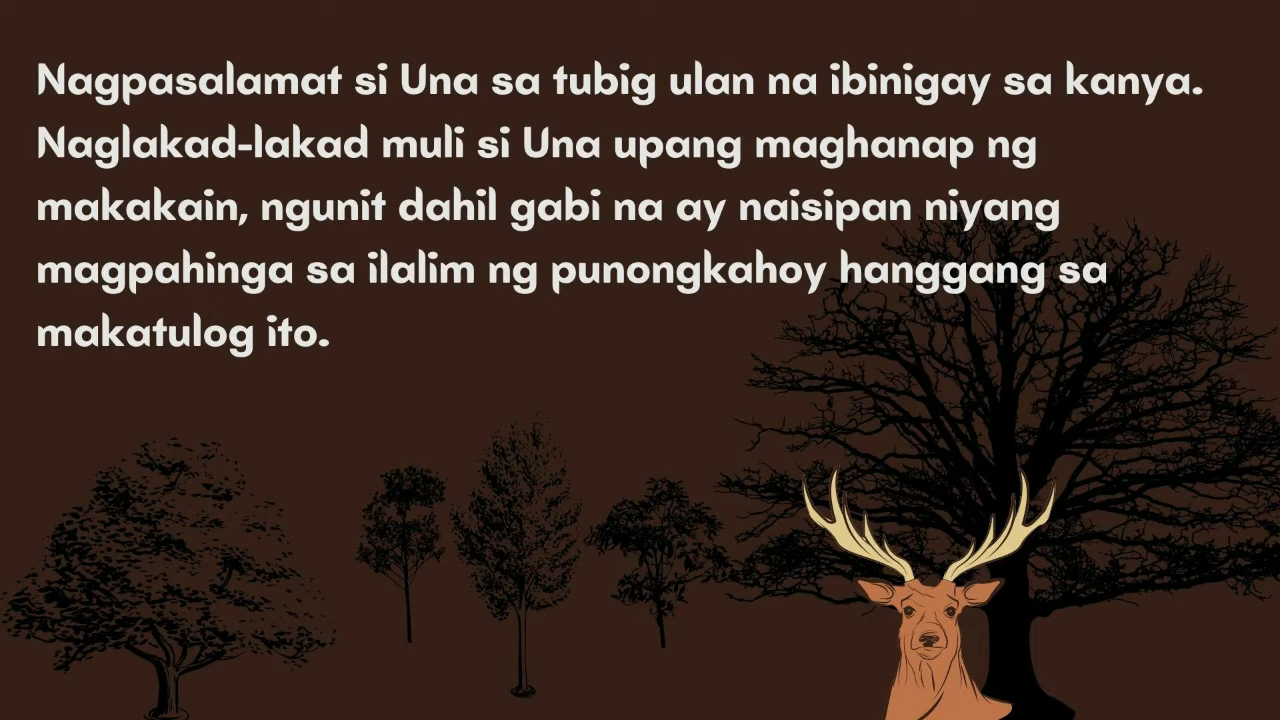 Nagpasalamat si Una sa tubig ulan na ibinigay sa kanya.
Naglakad-lakad muli si Una upang maghanap ng
makakain, ngunit dahil gabi na ay naisipan niyang
magpahinga sa ilalim ng punongkahoy hanggang sa
makatulog ito.